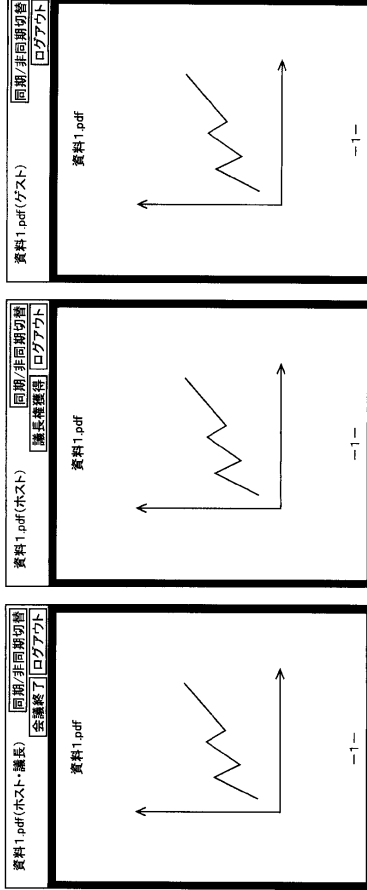 資料1.pdf(ホスト・議長) 同期/非同期切替
会議終了 ログアウト
資料1.pdf
-1-
資料1.pdf(ホスト) 同期/非同期切替
議長権獲得 ログアウト
資料1.pdf
-1-
資料1.pdf(ゲスト) 同期/非同期切替
ログアウト
資料1.pdf
-1-